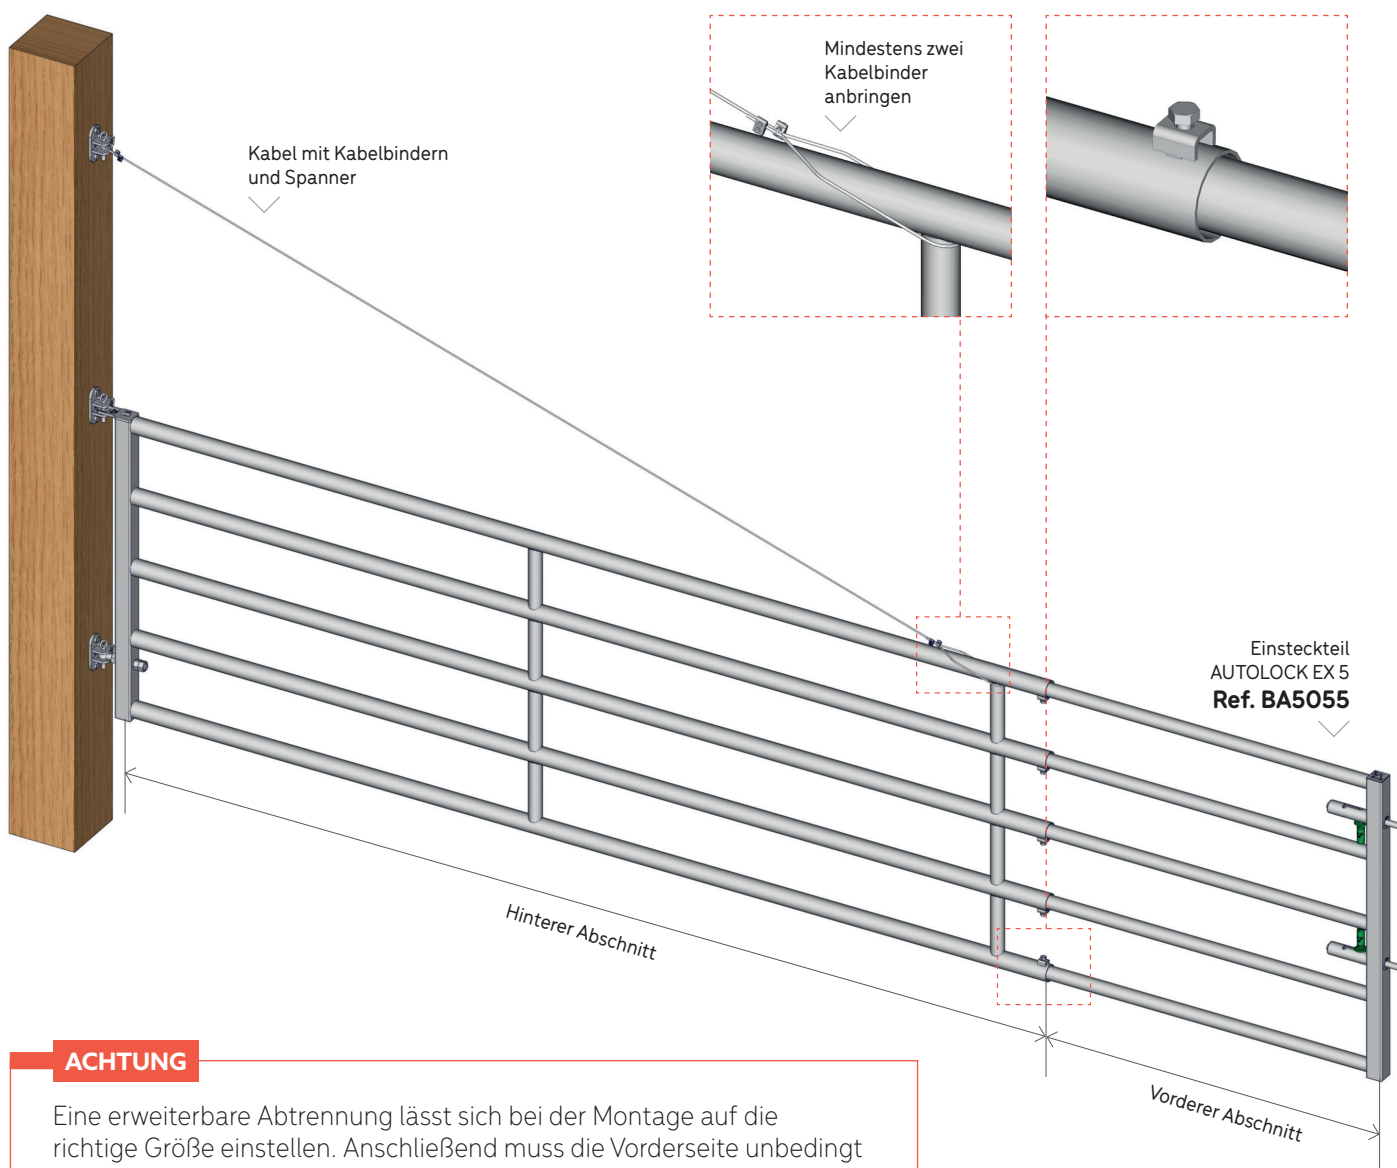 Mindestens zwei
Kabelbinder
anbringen
Kabel mit Kabelbindern
und Spanner
Einsteckteil
AUTOLOCK EX 5
Ref. BA5055
Hinterer Abschnitt
Vorderer Abschnitt
ACHTUNG
Eine erweiterbare Abtrennung lässt sich bei der Montage auf die
richtige Größe einstellen. Anschließend muss die Vorderseite unbedingt